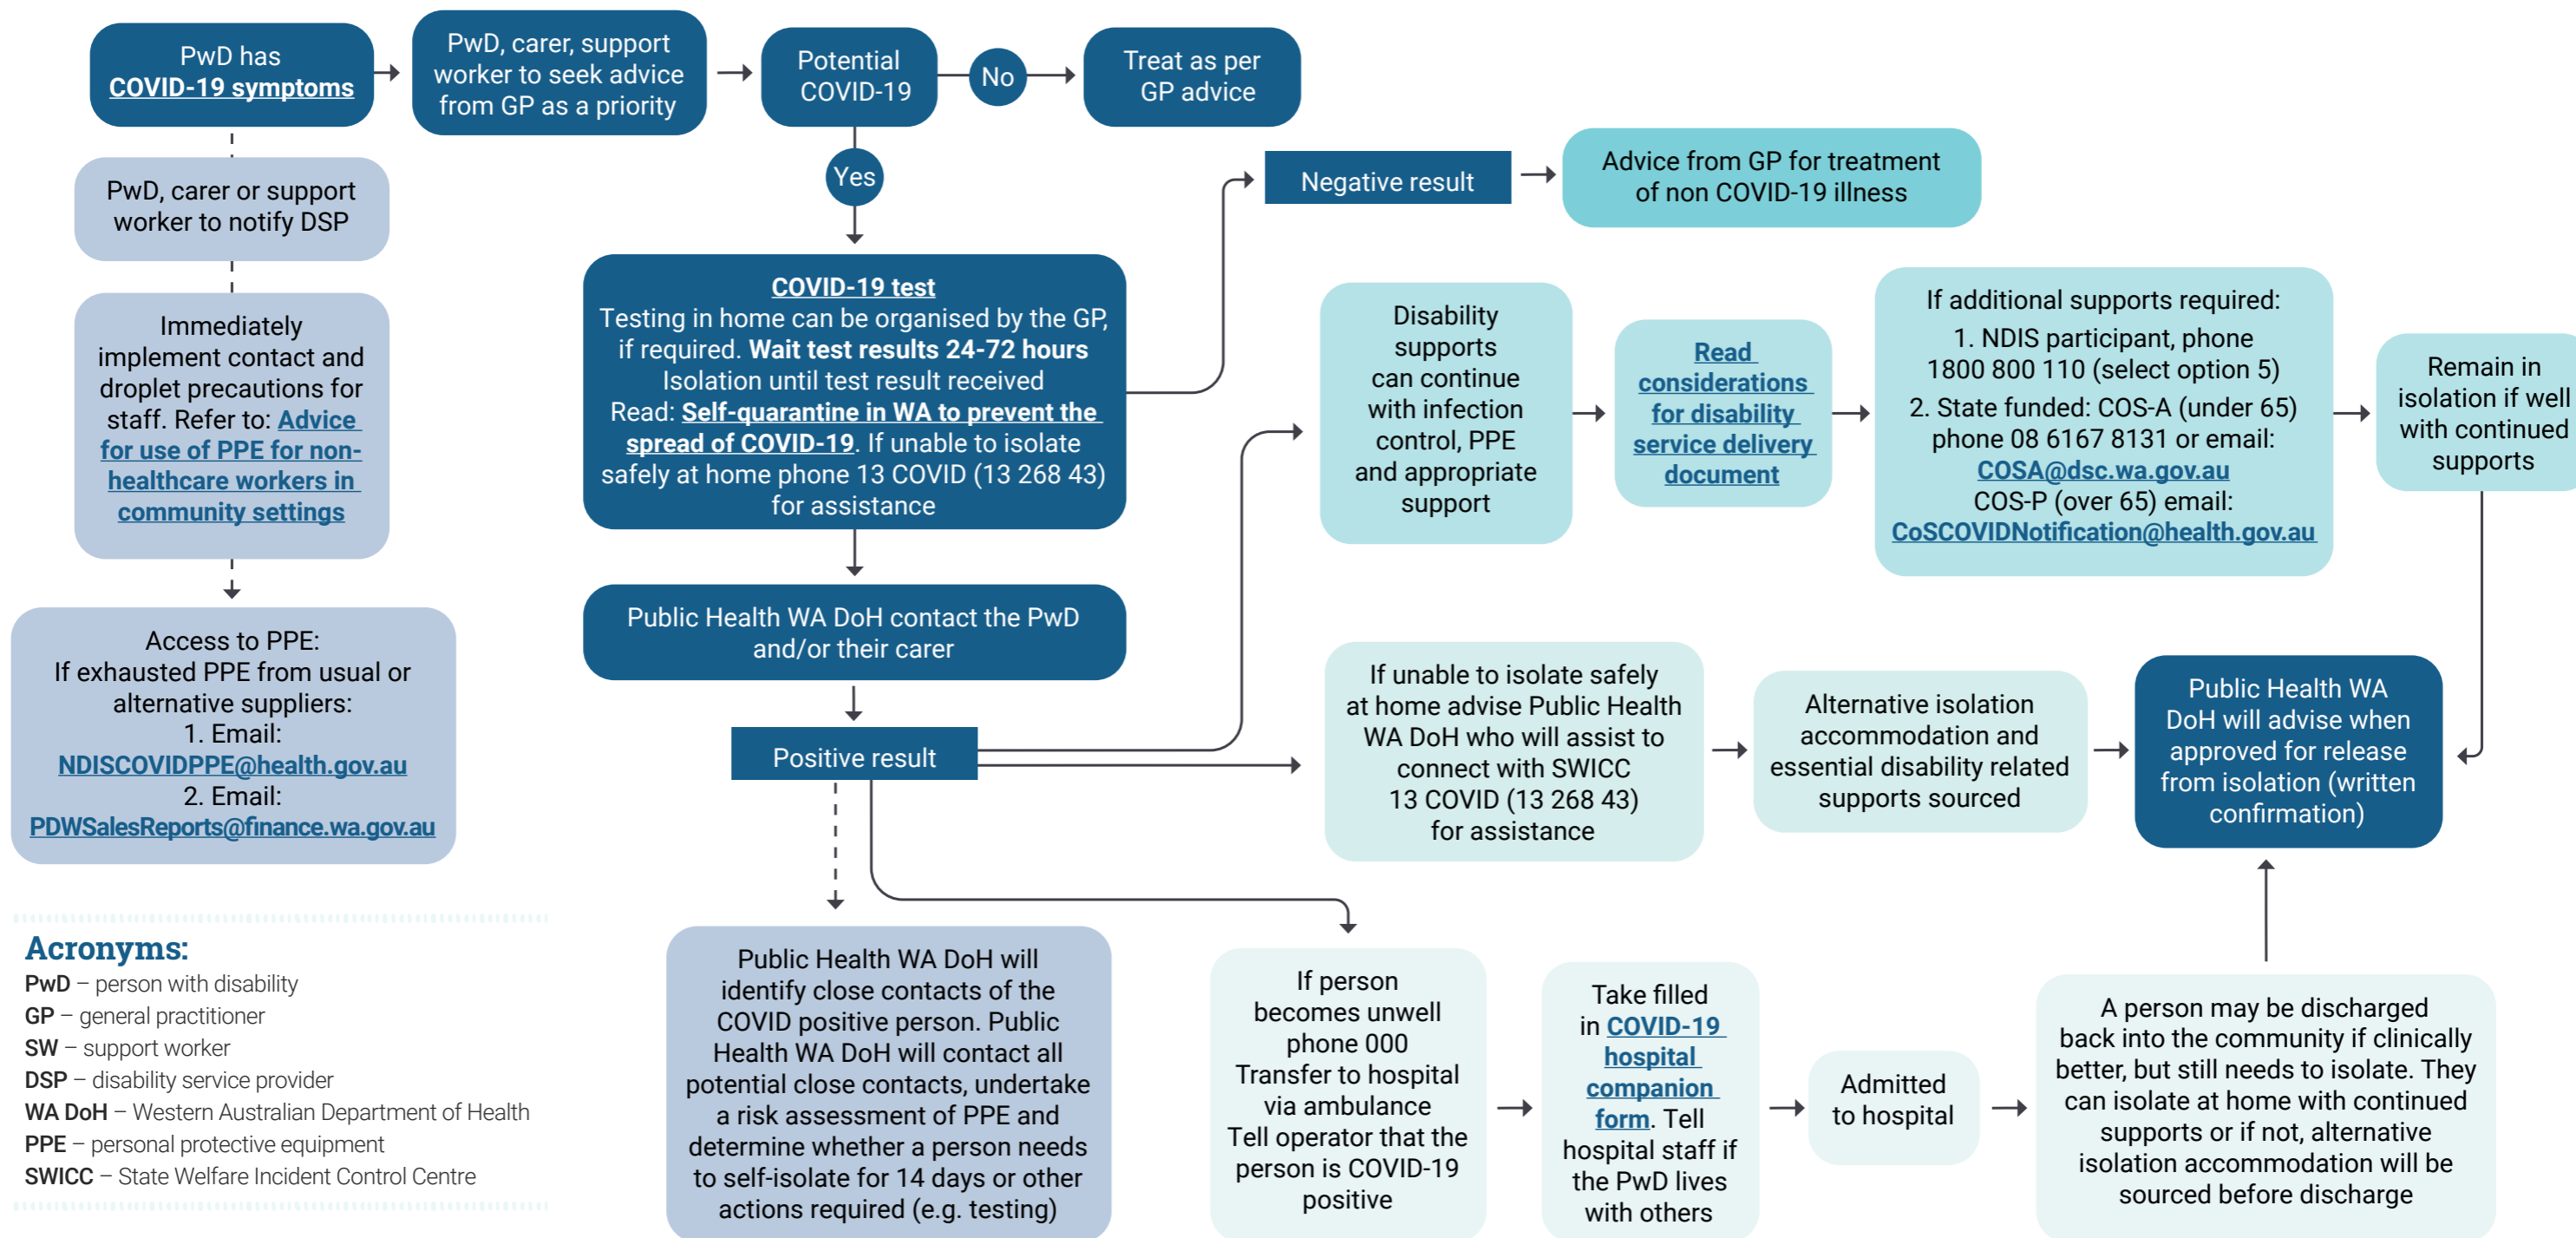 PwD has
COVID-19 symptoms
PwD, carer, support
worker to seek advice
from GP as a priority
Potential
COVID-19
No
Treat as per
GP advice
Yes
PwD, carer or support
worker to notify DSP
Immediately
implement contact and
droplet precautions for
staff. Refer to: Advice
for use of PPE for non-
healthcare workers in
community settings
Access to PPE:
If exhausted PPE from usual or
alternative suppliers:
1. Email:
NDISCOVIDPPE@health.gov.au
2. Email:
PDWSalesReports@finance.wa.gov.au
COVID-19 test
Testing in home can be organised by the GP,
if required. Wait test results 24-72 hours
Isolation until test result received
Read: Self-quarantine in WA to prevent the
spread of COVID-19. If unable to isolate
safely at home phone 13 COVID (13 268 43)
for assistance
Public Health WA DoH contact the PwD
and/or their carer
Negative result
Advice from GP for treatment
of non COVID-19 illness
Positive result
Disability
supports
can continue
with infection
control, PPE
and appropriate
support
Read
considerations
for disability
service delivery
document
If additional supports required:
1. NDIS participant, phone
1800 800 110 (select option 5)
2. State funded: COS-A (under 65)
phone 08 6167 8131 or email:
COSA@dsc.wa.gov.au
COS-P (over 65) email:
CoSCOVIDNotification@health.gov.au
Remain in
isolation if well
with continued
supports
If unable to isolate safely
at home advise Public Health
WA DoH who will assist to
connect with SWICC
13 COVID (13 268 43)
for assistance
Alternative isolation
accommodation and
essential disability related
supports sourced
Public Health WA
DoH will advise when
approved for release
from isolation (written
confirmation)
Public Health WA DoH will
identify close contacts of the
COVID positive person. Public
Health WA DoH will contact all
potential close contacts, undertake
a risk assessment of PPE and
determine whether a person needs
to self-isolate for 14 days or other
actions required (e.g. testing)
If person
becomes unwell
phone 000
Transfer to hospital
via ambulance
Tell operator that the
person is COVID-19
positive
Take filled
in COVID-19
hospital
companion
form. Tell
hospital staff if
the PwD lives
with others
Admitted
to hospital
A person may be discharged
back into the community if clinically
better, but still needs to isolate. They
can isolate at home with continued
supports or if not, alternative
isolation accommodation will be
sourced before discharge
Acronyms:
PwD – person with disability
GP – general practitioner
SW – support worker
DSP – disability service provider
WA DoH – Western Australian Department of Health
PPE – personal protective equipment
SWICC – State Welfare Incident Control Centre